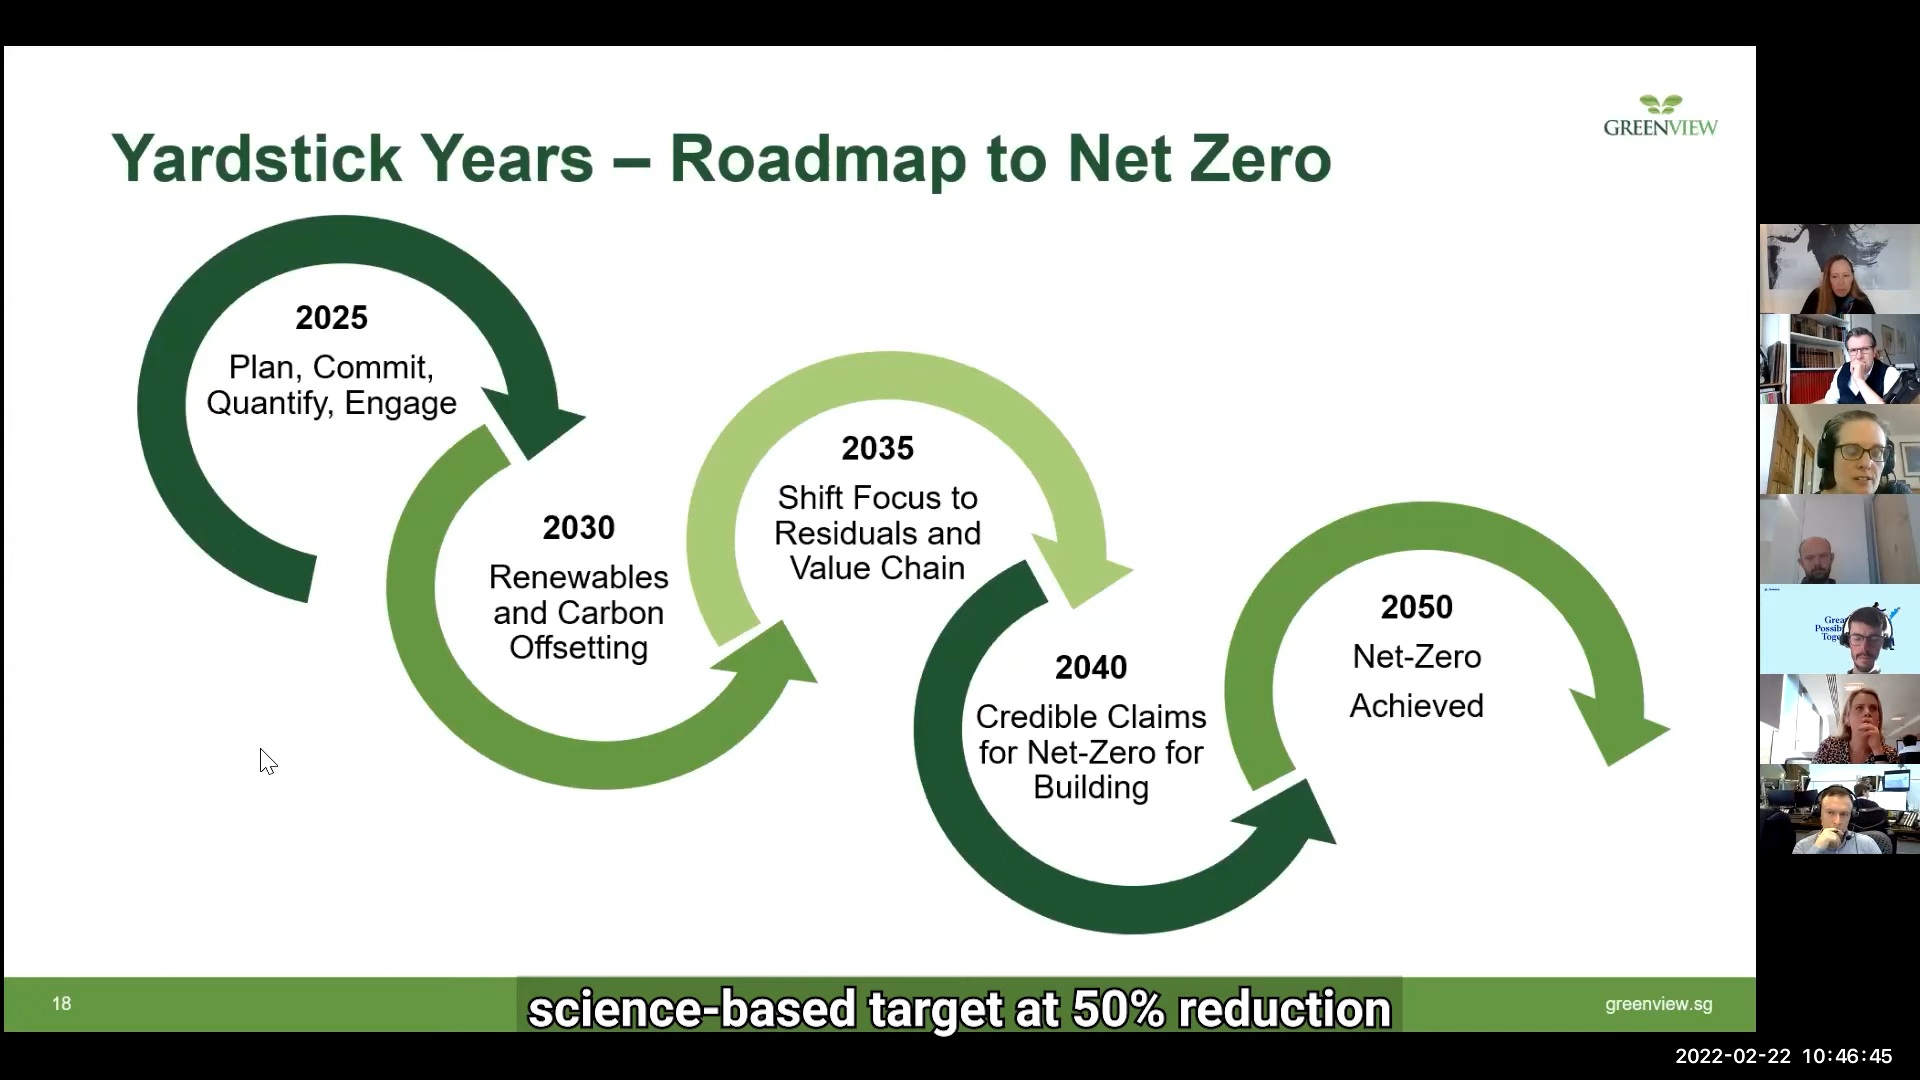 GREENVIEW
Yardstick Years – Roadmap to Net Zero
2025
Plan, Commit,
Quantify, Engage
2030
Renewables
and Carbon
Offsetting
2035
Shift Focus to
Residuals and
Value Chain
2040
Credible Claims
for Net-Zero for
Building
2050
Net-Zero
Achieved
18
science-based target at 50% reduction
greenview.sg
2022-02-22 10:46:45